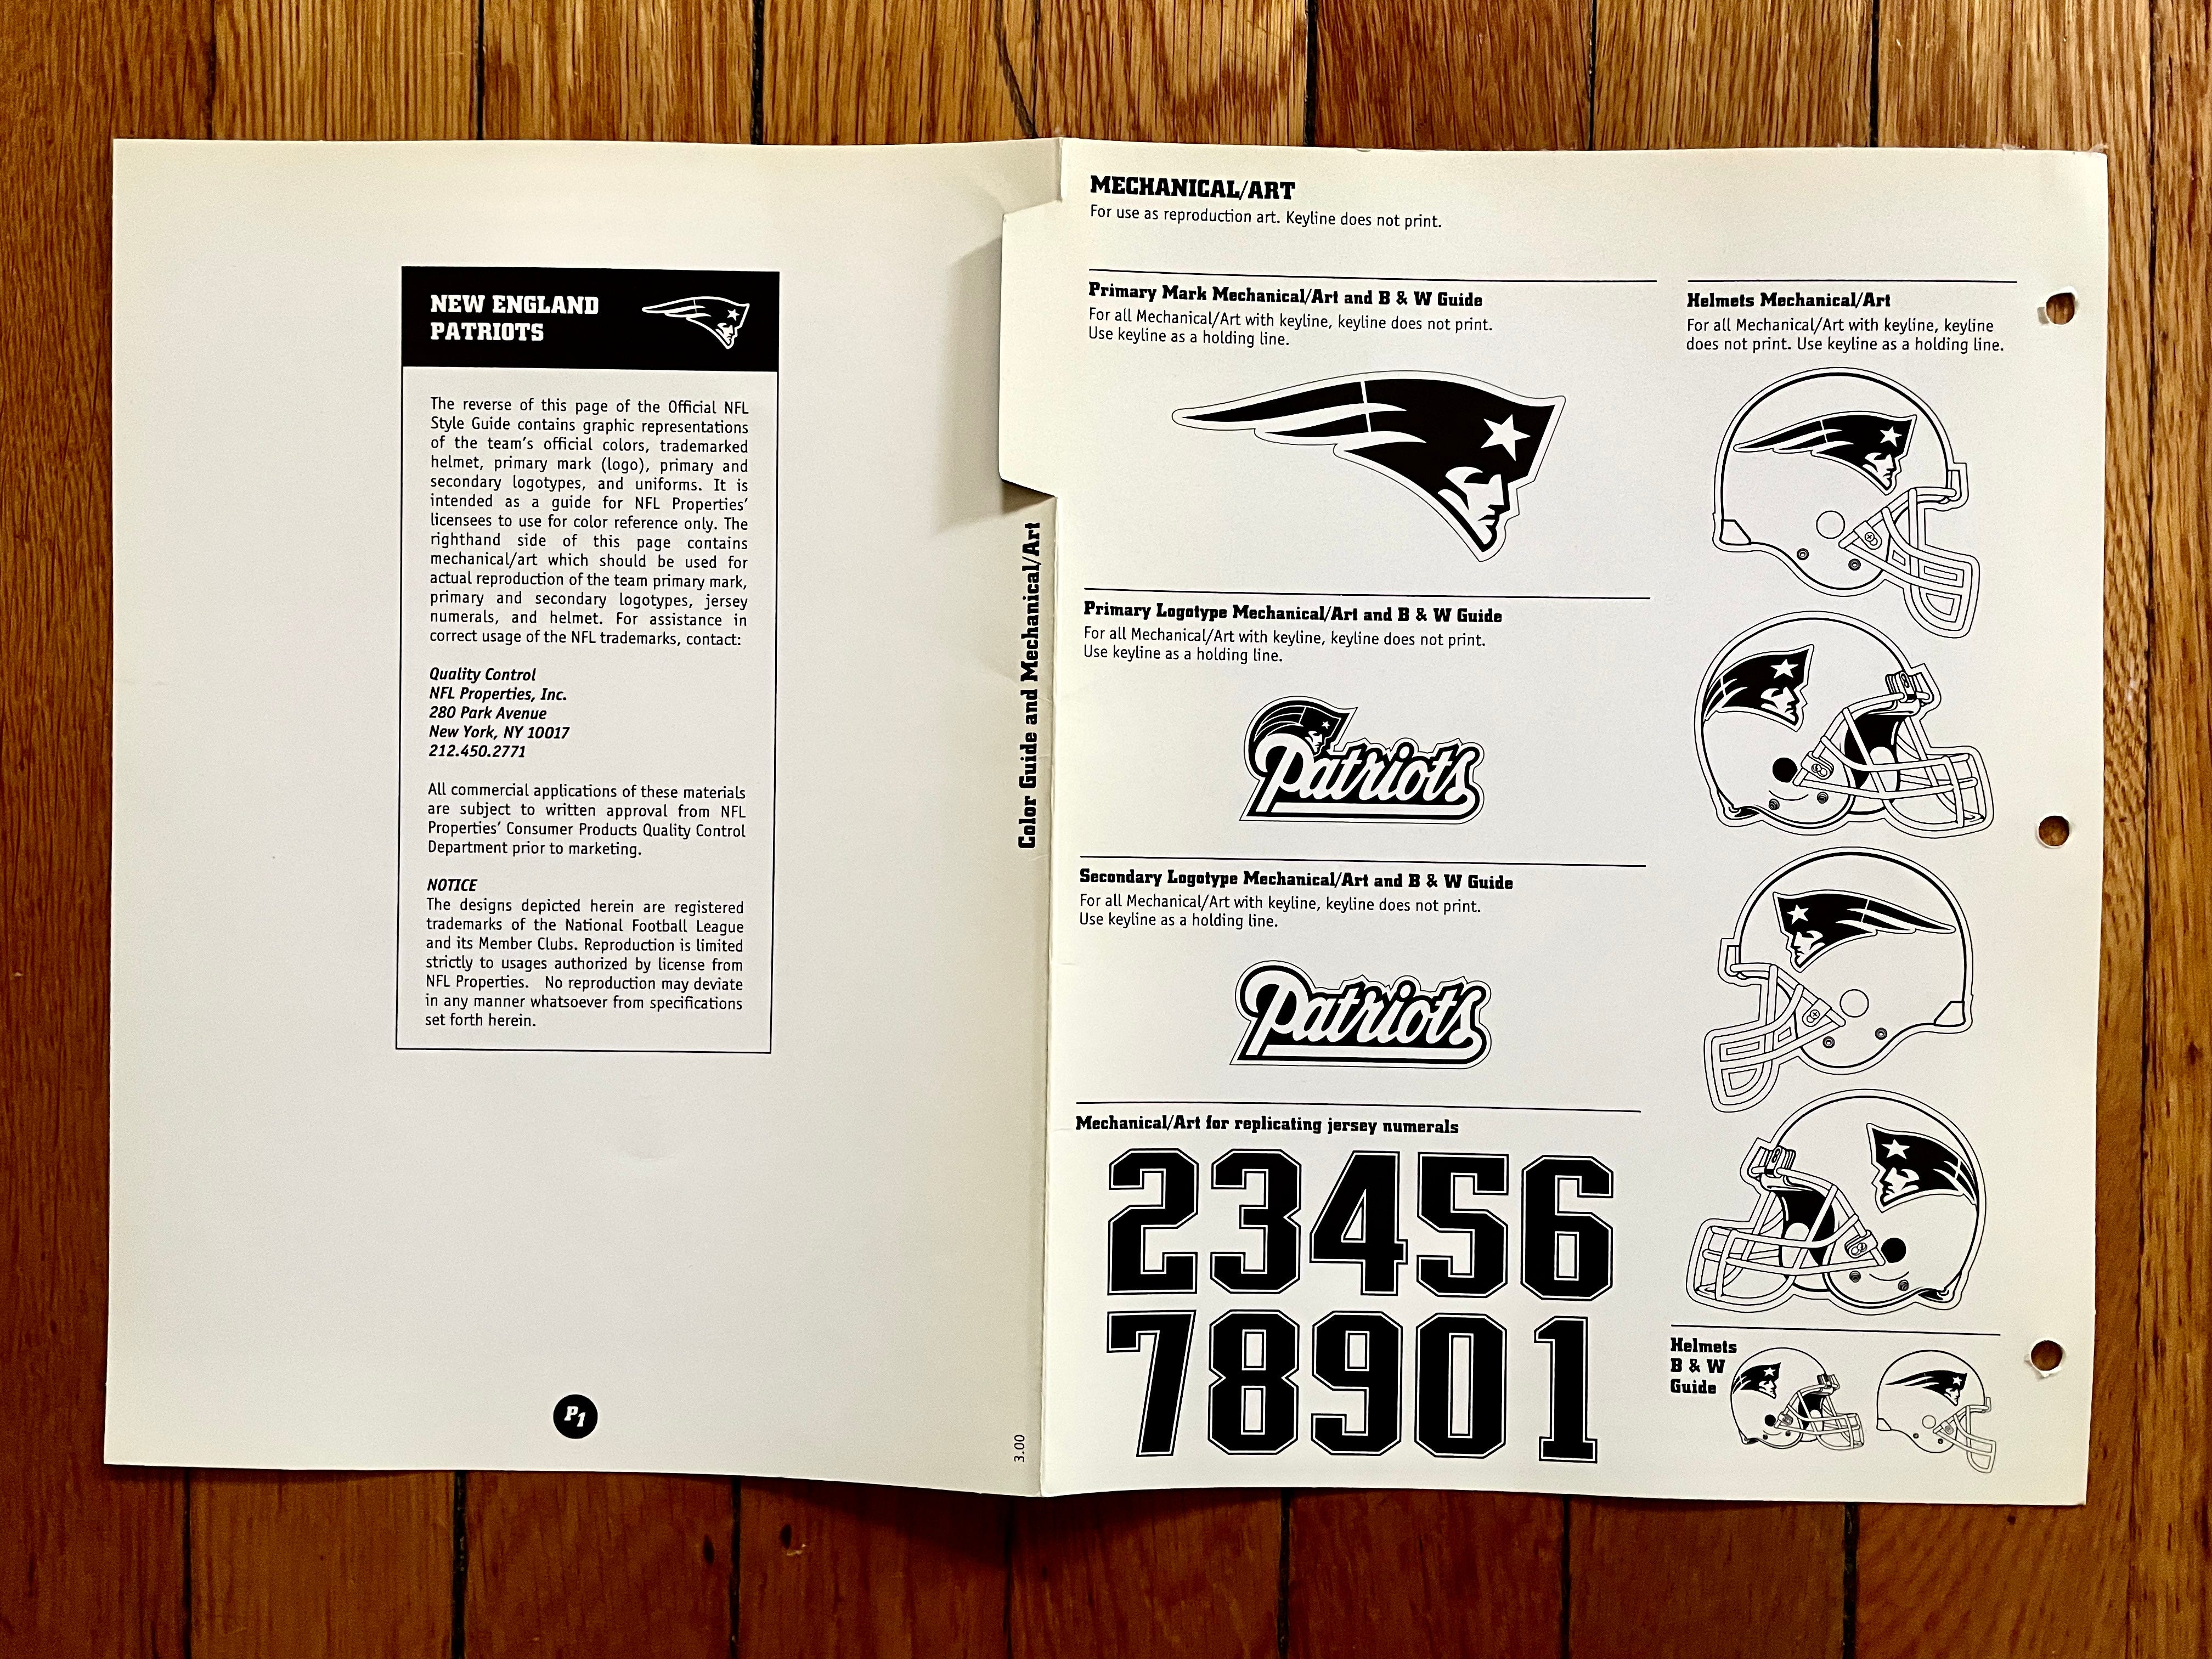 NEW ENGLAND
PATRIOTS
The reverse of this page of the Official NFL
Style Guide contains graphic representations
of the team's official colors, trademarked
helmet, primary mark (logo), primary and
secondary logotypes, and uniforms. It is
intended as a guide for NFL Properties'
licensees to use for color reference only. The
righthand side of this page contains
mechanical/art which should be used for
actual reproduction of the team primary mark,
primary and secondary logotypes, jersey
numerals, and helmet. For assistance in
correct usage of the NFL trademarks, contact:
Quality Control
NFL Properties, Inc.
280 Park Avenue
New York, NY 10017
212.450.2771
All commercial applications of these materials
are subject to written approval from NFL
Properties' Consumer Products Quality Control
Department prior to marketing.
NOTICE
The designs depicted herein are registered
trademarks of the National Football League
and its Member Clubs. Reproduction is limited
strictly to usages authorized by license from
NFL Properties. No reproduction may deviate
in any manner whatsoever from specifications
set forth herein.
P1
Color Guide and Mechanical/Art
3.00
MECHANICAL/ART
For use as reproduction art. Keyline does not print.
Primary Mark Mechanical/Art and B & W Guide
For all Mechanical/Art with keyline, keyline does not print.
Use keyline as a holding line.
Primary Logotype Mechanical/Art and B & W Guide
For all Mechanical/Art with keyline, keyline does not print.
Use keyline as a holding line.
Patriots
Secondary Logotype Mechanical/Art and B & W Guide
For all Mechanical/Art with keyline, keyline does not print.
Use keyline as a holding line.
Patriots
Mechanical/Art for replicating jersey numerals
23456
78901
Helmets Mechanical/Art
For all Mechanical/Art with keyline, keyline
does not print. Use keyline as a holding line.
Helmets
B & W
Guide